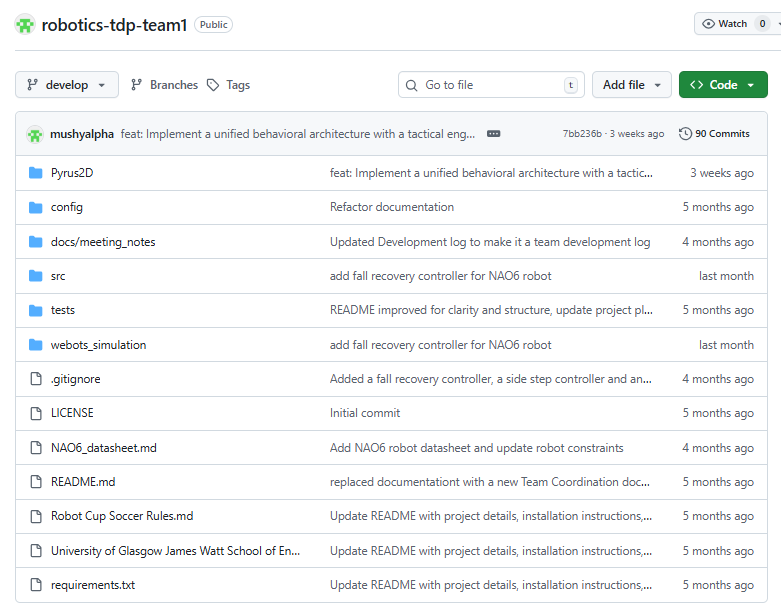 robotics-tdp-team1 Public Watch 0
develop Branches Tags Go to file t Add file Code
mushyalpha feat: Implement a unified behavioral architecture with a tactical eng... 7bb236b · 3 weeks ago 90 Commits
Pyrus2D feat: Implement a unified behavioral architecture with a tactic... 3 weeks ago
config Refactor documentation 5 months ago
docs/meeting_notes Updated Development log to make it a team development log 4 months ago
src add fall recovery controller for NAO6 robot last month
tests README improved for clarity and structure, update project pl... 5 months ago
webots_simulation add fall recovery controller for NAO6 robot last month
.gitignore Added a fall recovery controller, a side step controller and an... 4 months ago
LICENSE Initial commit 5 months ago
NAO6_datasheet.md Add NAO6 robot datasheet and update robot constraints 4 months ago
README.md replaced documentationt with a new Team Coordination doc... 5 months ago
Robot Cup Soccer Rules.md Update README with project details, installation instructions,... 5 months ago
University of Glasgow James Watt School of En... Update README with project details, installation instructions,... 5 months ago
requirements.txt Update README with project details, installation instructions,... 5 months ago